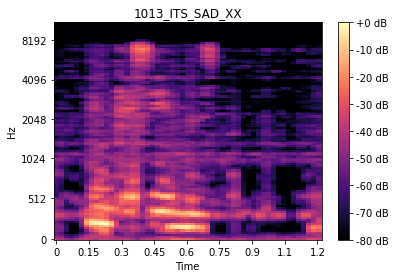 1013_ITS_SAD_XX
Hz
8192
4096
2048
1024
512
0
0 0.15 0.3 0.45 0.6 0.75 0.9 1.1 1.2
Time
+0 dB
-10 dB
-20 dB
-30 dB
-40 dB
-50 dB
-60 dB
-70 dB
-80 dB